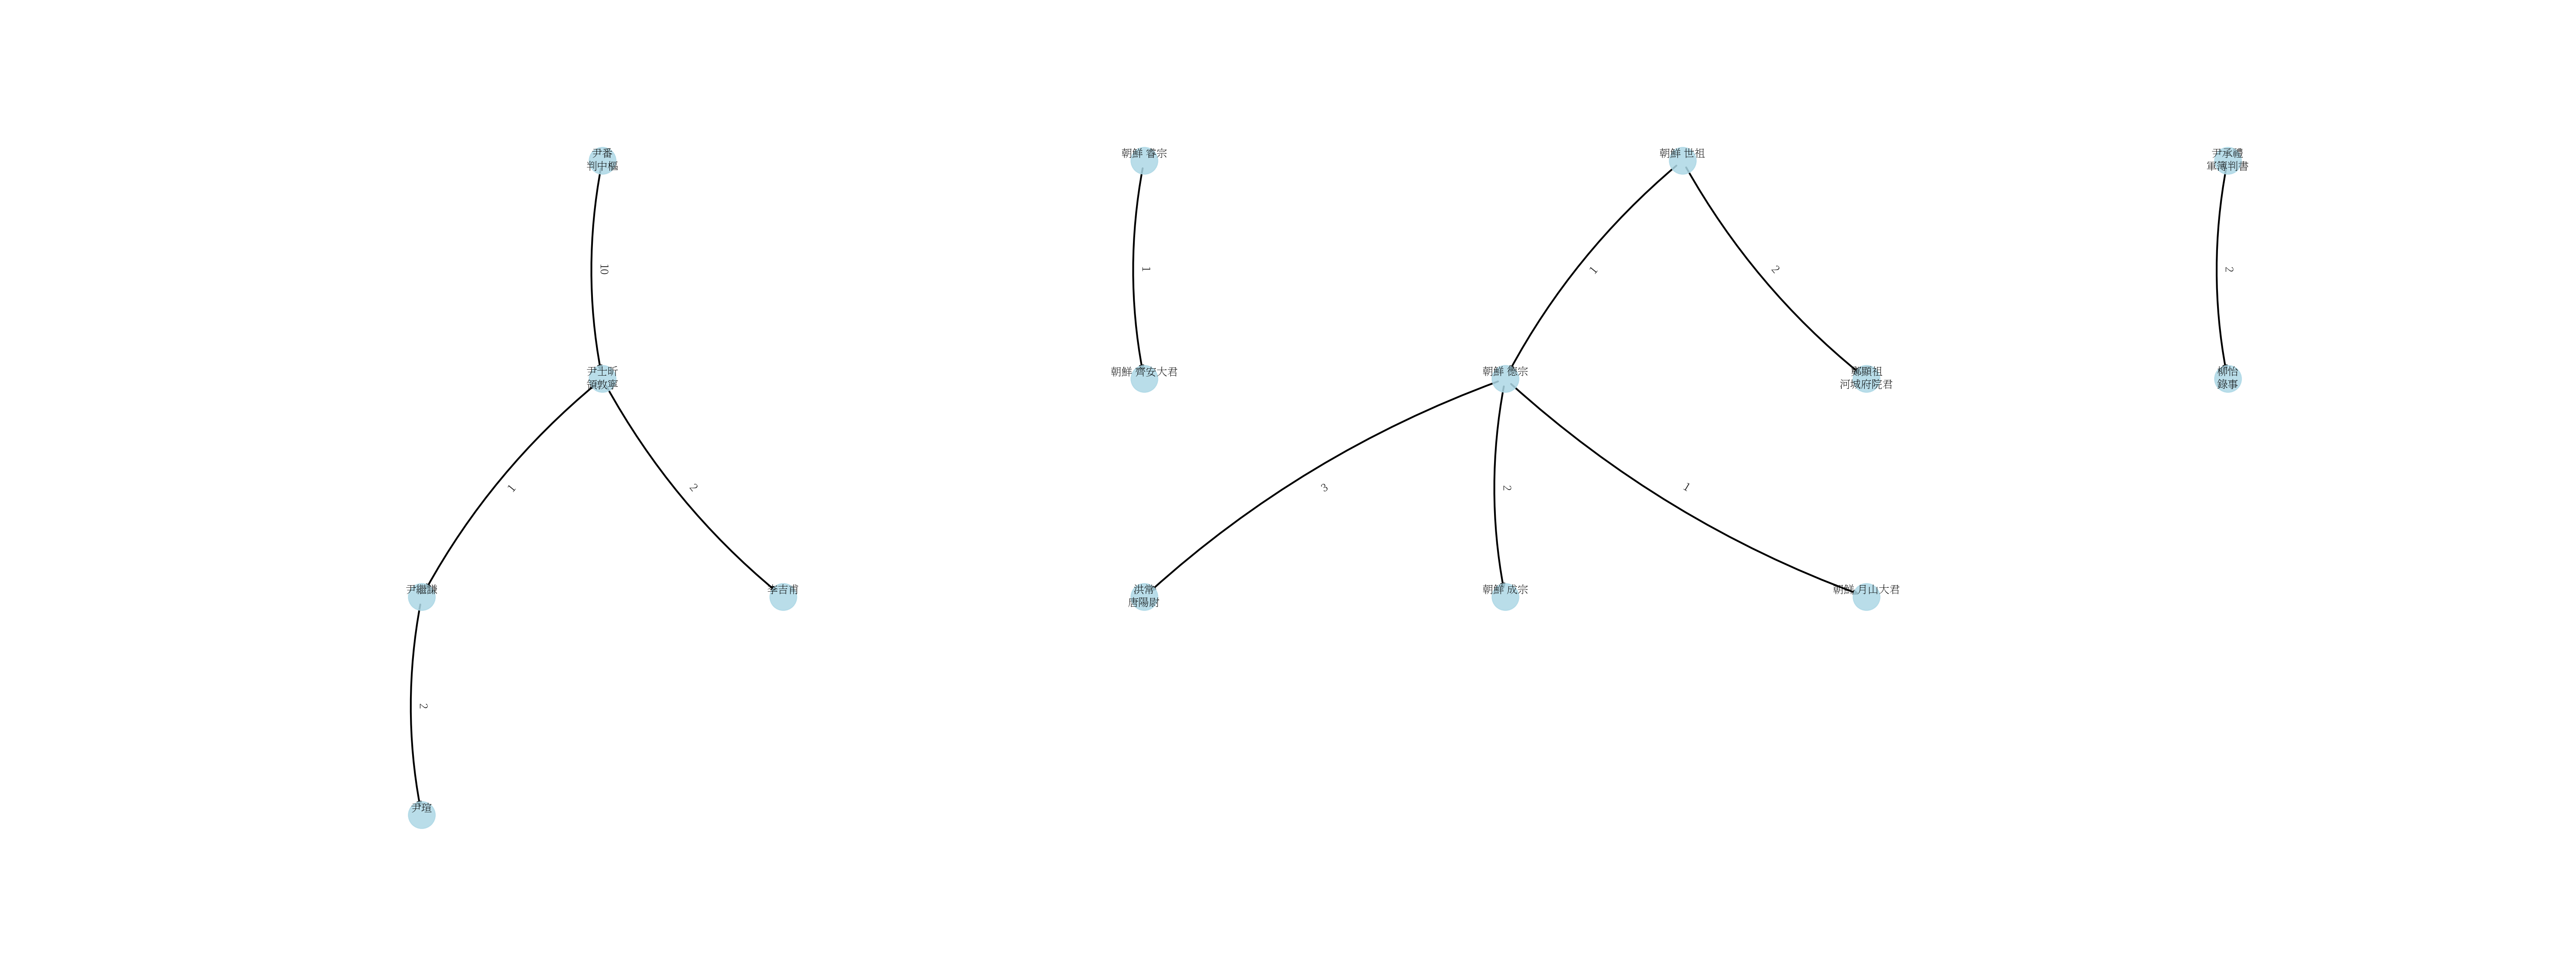 尹番
判中樞
朝鮮 睿宗
朝鮮 世祖
尹承禮
軍簿判書
10
1
1
2
2
尹士昕
領敦寧
朝鮮 齊安大君
朝鮮 德宗
鄭顯祖
河城府院君
柳怡
錄事
1
2
3
2
1
尹繼謙
李吉甫
洪常
唐陽尉
朝鮮 成宗
朝鮮 月山大君
2
尹瑄